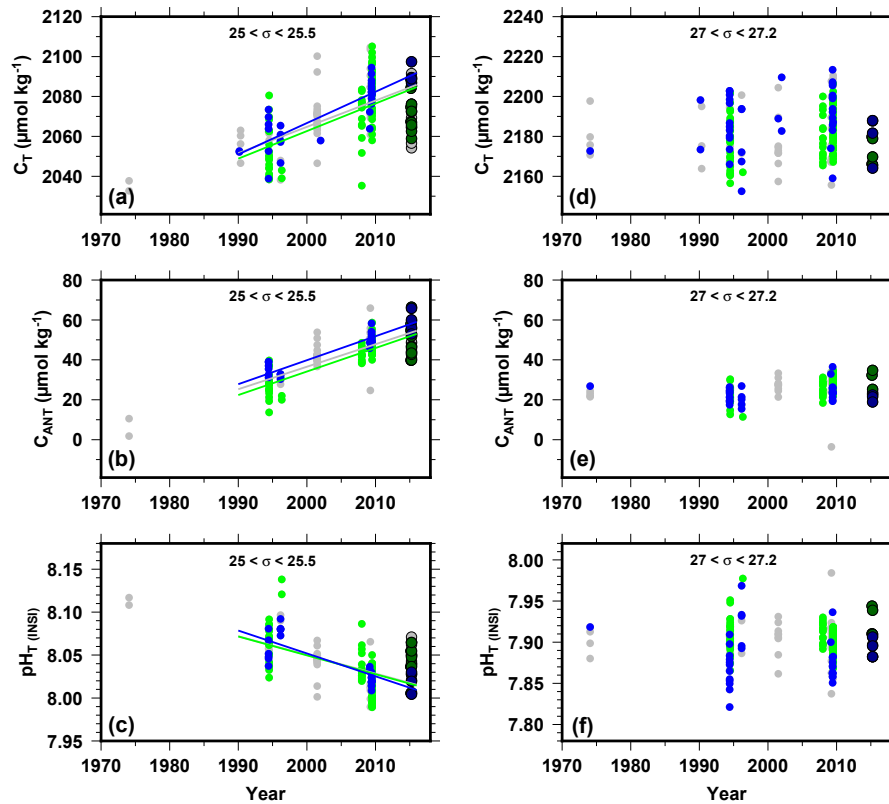 25 < σ < 25.5
C_T (μmol kg⁻¹)
2120
2100
2080
2060
2040
(a)
1970 1980 1990 2000 2010
27 < σ < 27.2
C_T (μmol kg⁻¹)
2240
2220
2200
2180
2160
(d)
1970 1980 1990 2000 2010
25 < σ < 25.5
C_ANT (μmol kg⁻¹)
80
60
40
20
0
(b)
1970 1980 1990 2000 2010
27 < σ < 27.2
C_ANT (μmol kg⁻¹)
80
60
40
20
0
(e)
1970 1980 1990 2000 2010
25 < σ < 25.5
pH_T (INSI)
8.15
8.10
8.05
8.00
7.95
(c)
1970 1980 1990 2000 2010
Year
27 < σ < 27.2
pH_T (INSI)
8.00
7.95
7.90
7.85
7.80
(f)
1970 1980 1990 2000 2010
Year